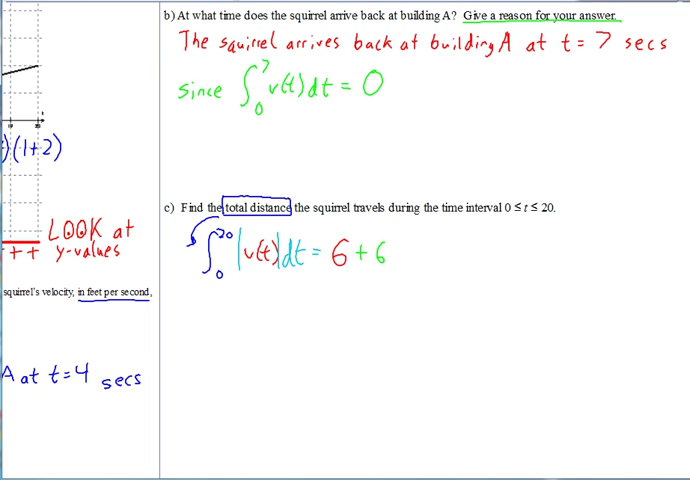 b) At what time does the squirrel arrive back at building A? Give a reason for your answer.
The squirrel arrives back at building A at t = 7 secs
since ∫₀⁷ v(t) dt = 0
)(1+2)
c) Find the total distance the squirrel travels during the time interval 0 ≤ t ≤ 20.
LOOK at
++ y-values
∫₀²⁰ |v(t)| dt = 6 + 6
squirrel's velocity, in feet per second,
A at t = 4 secs